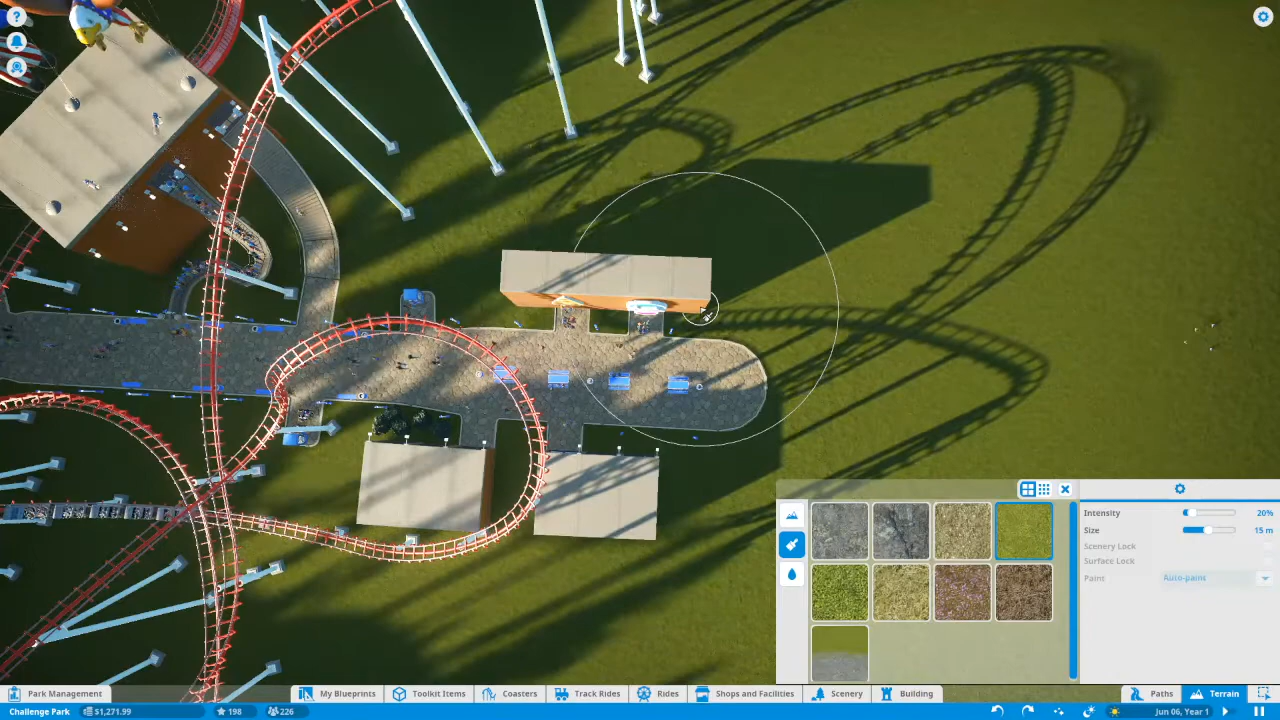 ?
Intensity 20%
Size 15 m
Scenery Lock
Surface Lock
Paint Auto-paint
Park Management My Blueprints Toolkit Items Coasters Track Rides Rides Shops and Facilities Scenery Building Paths Terrain
Challenge Park $1,271.99 198 226 Jun 06, Year 1